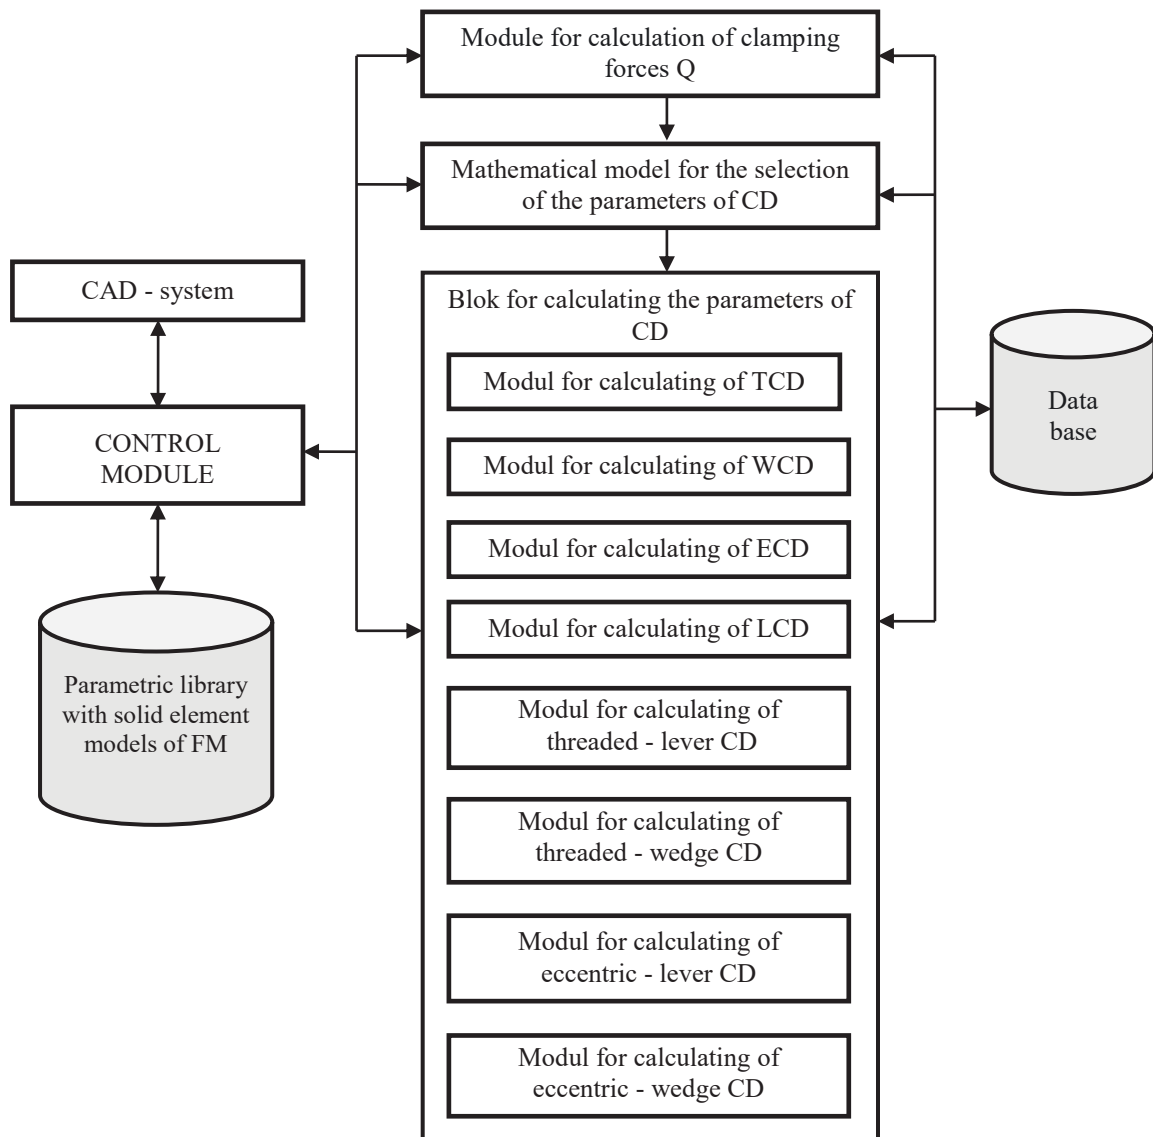 Module for calculation of clamping
forces Q
Mathematical model for the selection
of the parameters of CD
CAD - system
CONTROL
MODULE
Parametric library
with solid element
models of FM
Blok for calculating the parameters of
CD
Modul for calculating of TCD
Modul for calculating of WCD
Modul for calculating of ECD
Modul for calculating of LCD
Modul for calculating of
threaded - lever CD
Modul for calculating of
threaded - wedge CD
Modul for calculating of
eccentric - lever CD
Modul for calculating of
eccentric - wedge CD
Data
base